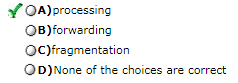 A)processing
B)forwarding
C)fragmentation
D)None of the choices are correct